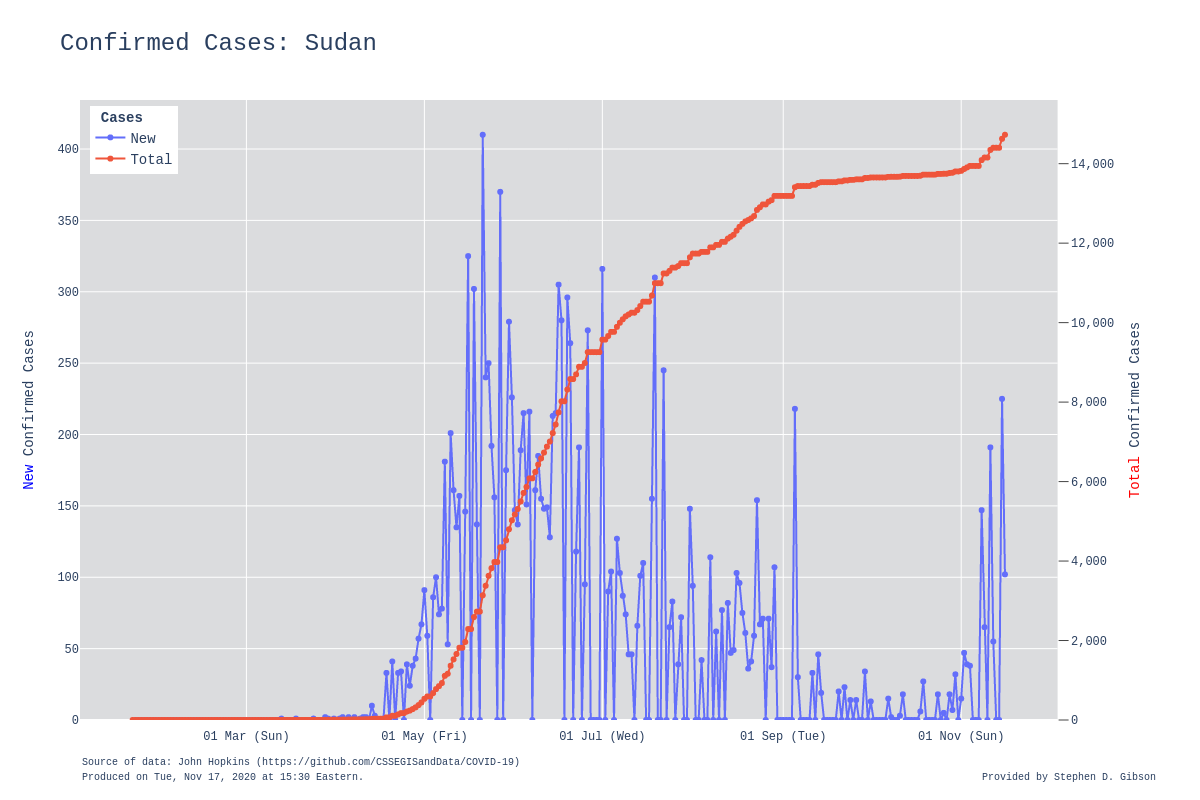 Confirmed Cases: Sudan
Cases
New
Total
400
350
300
250
200
150
100
50
0
14,000
12,000
10,000
8,000
6,000
4,000
2,000
0
New Confirmed Cases
Total Confirmed Cases
01 Mar (Sun) 01 May (Fri) 01 Jul (Wed) 01 Sep (Tue) 01 Nov (Sun)
Source of data: John Hopkins (https://github.com/CSSEGISandData/COVID-19)
Produced on Tue, Nov 17, 2020 at 15:30 Eastern.
Provided by Stephen D. Gibson